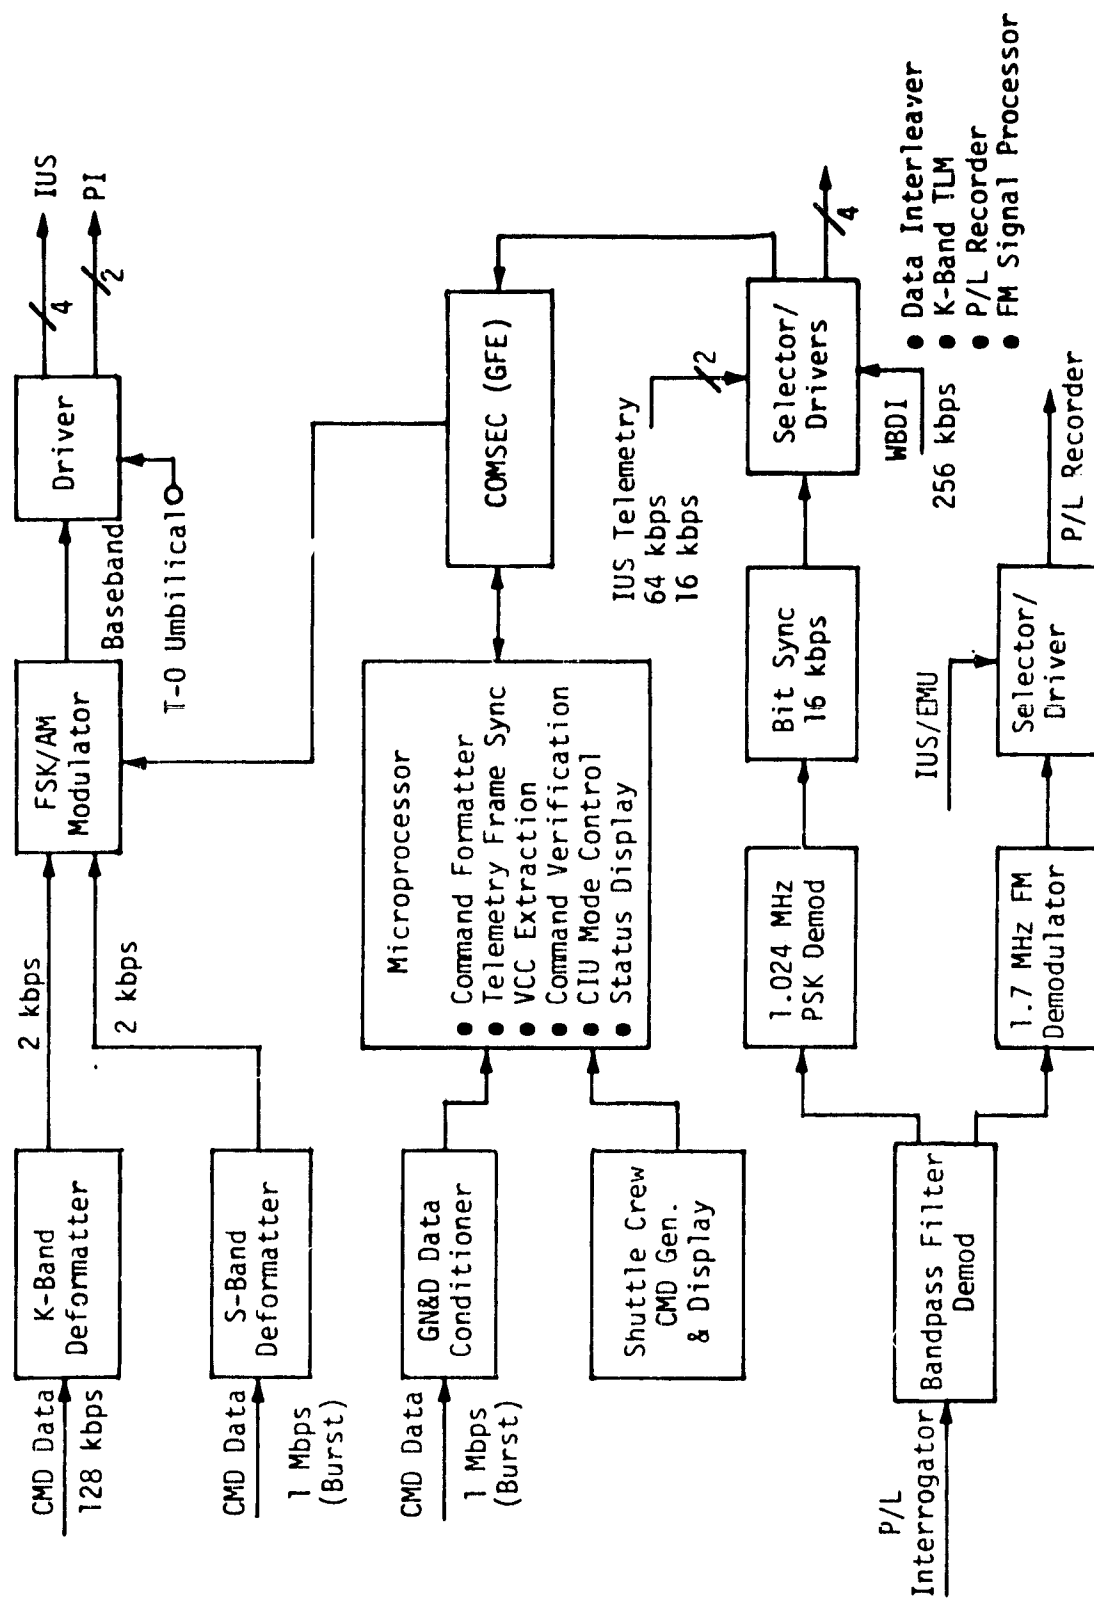 CMD Data
128 kbps
K-Band
Deformatter
2 kbps
FSK/AM
Modulator
Baseband
Driver
4
IUS
2
PI
T-0 Umbilical
CMD Data
1 Mbps
(Burst)
S-Band
Deformatter
2 kbps
CMD Data
1 Mbps
(Burst)
GN&D Data
Conditioner
Shuttle Crew
CMD Gen.
& Display
Microprocessor
● Command Formatter
● Telemetry Frame Sync
● VCC Extraction
● Command Verification
● CIU Mode Control
● Status Display
COMSEC (GFE)
IUS Telemetry
64 kbps
16 kbps
2
P/L
Interrogator
Bandpass Filter
Demod
1.024 MHz
PSK Demod
Bit Sync
16 kbps
Selector/
Drivers
4
WBDI
256 kbps
● Data Interleaver
● K-Band TLM
● P/L Recorder
● FM Signal Processor
1.7 MHz FM
Demodulator
IUS/EMU
Selector/
Driver
P/L Recorder